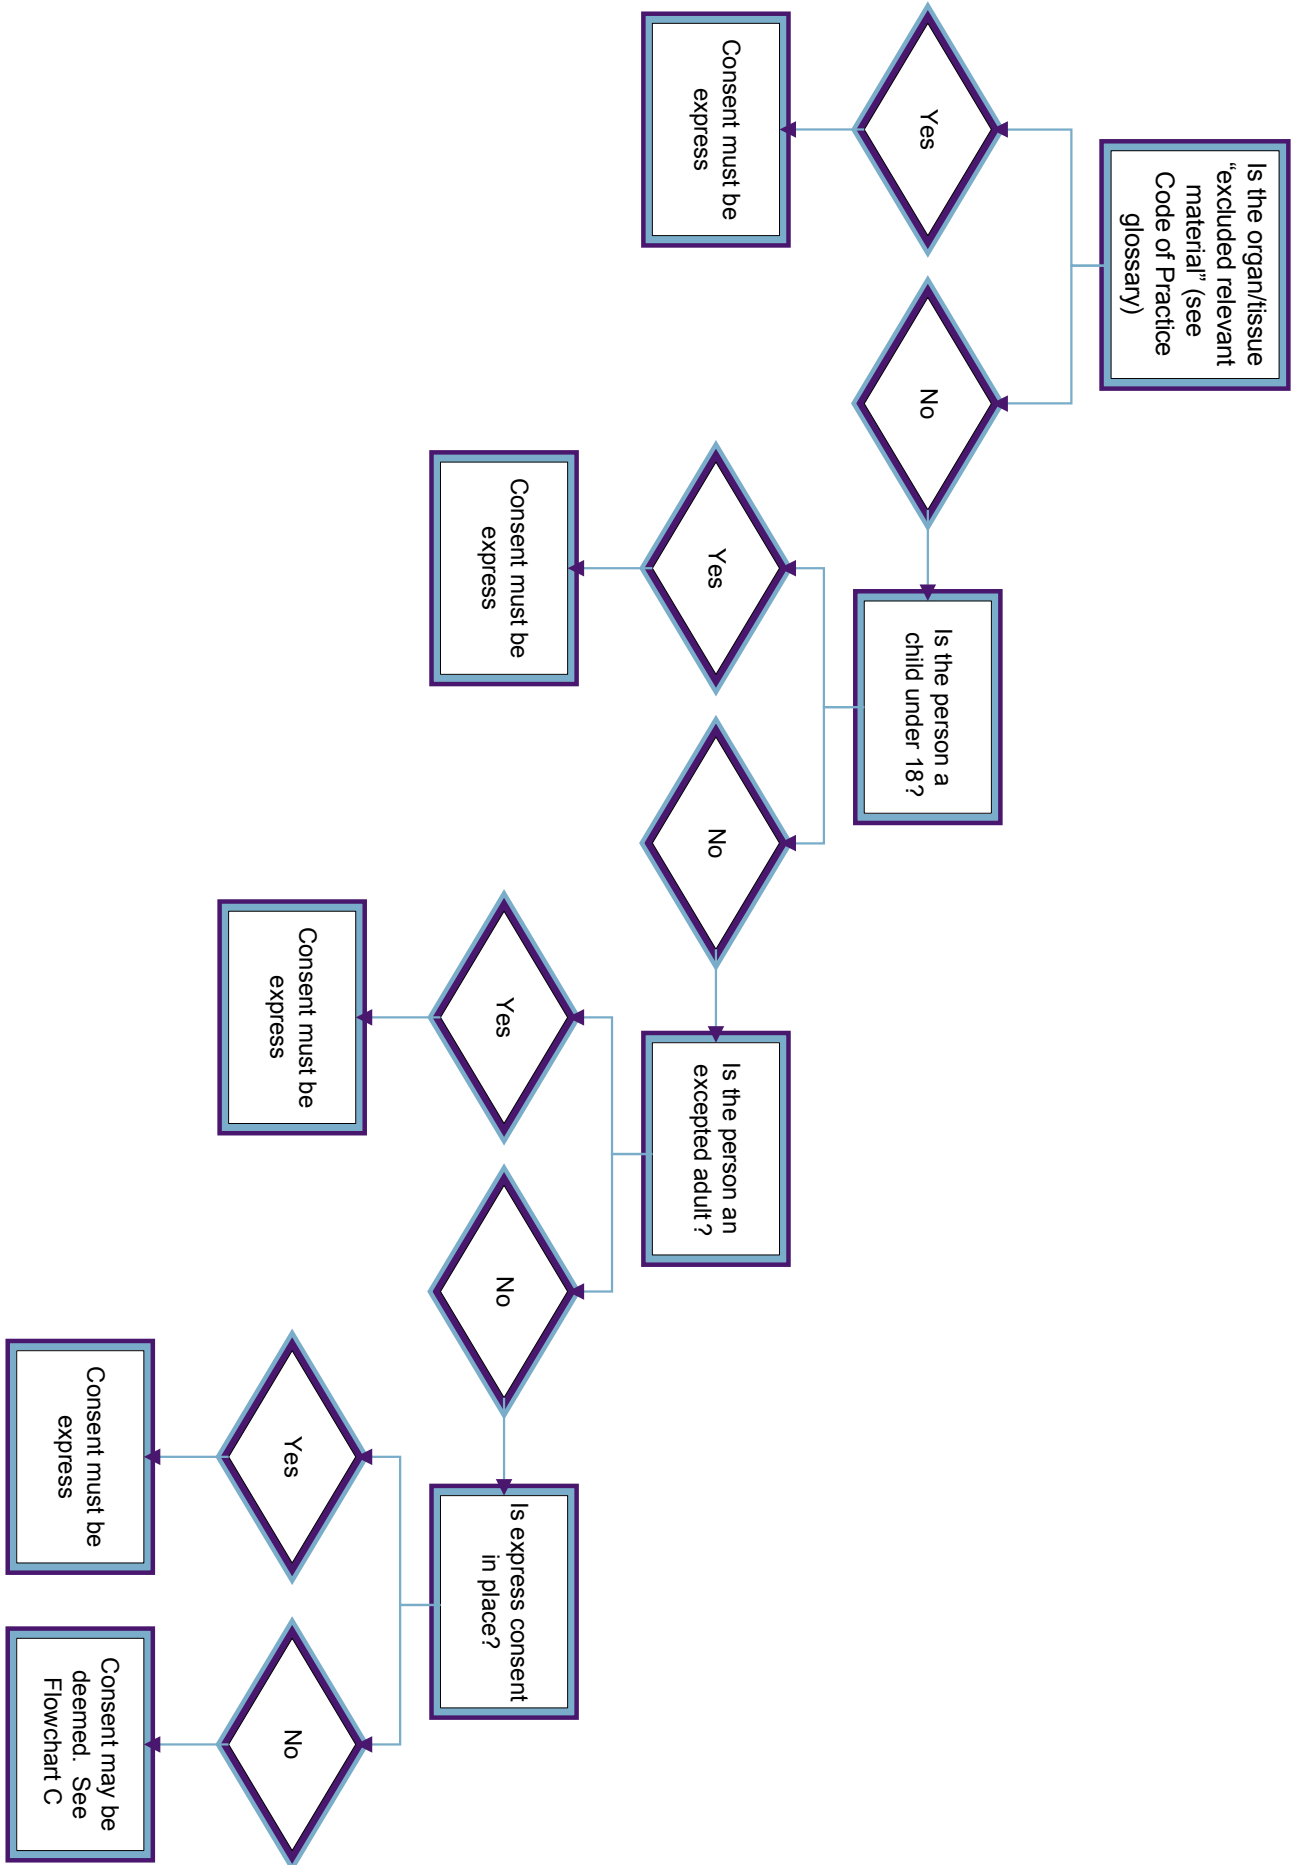 Is the organ/tissue
“excluded relevant
material” (see
Code of Practice
glossary)
Yes
No
Consent must be
express
Is the person a
child under 18?
Yes
No
Consent must be
express
Is the person an
excepted adult?
Yes
No
Consent must be
express
Is express consent
in place?
Yes
No
Consent must be
express
Consent may be
deemed. See
Flowchart C